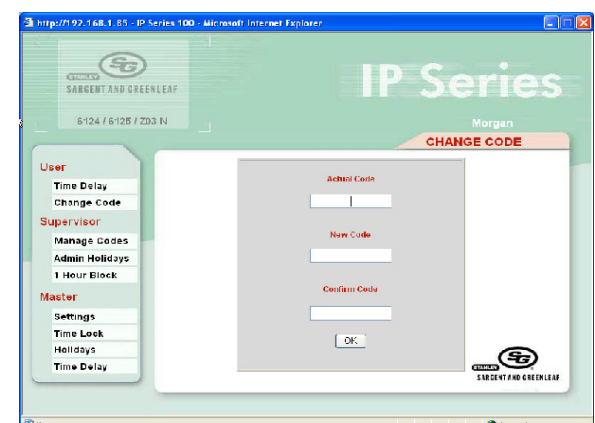 http://192.168.1.85 - IP Series 100 - Microsoft Internet Explorer
STANLEY
SG
SARGENT AND GREENLEAF
6124 / 6125 / Z03 N
IP Series
Morgan
CHANGE CODE
User
Time Delay
Change Code
Supervisor
Manage Codes
Admin Holidays
1 Hour Block
Master
Settings
Time Lock
Holidays
Time Delay
Actual Code
New Code
Confirm Code
OK
STANLEY
SG
SARGENT AND GREENLEAF